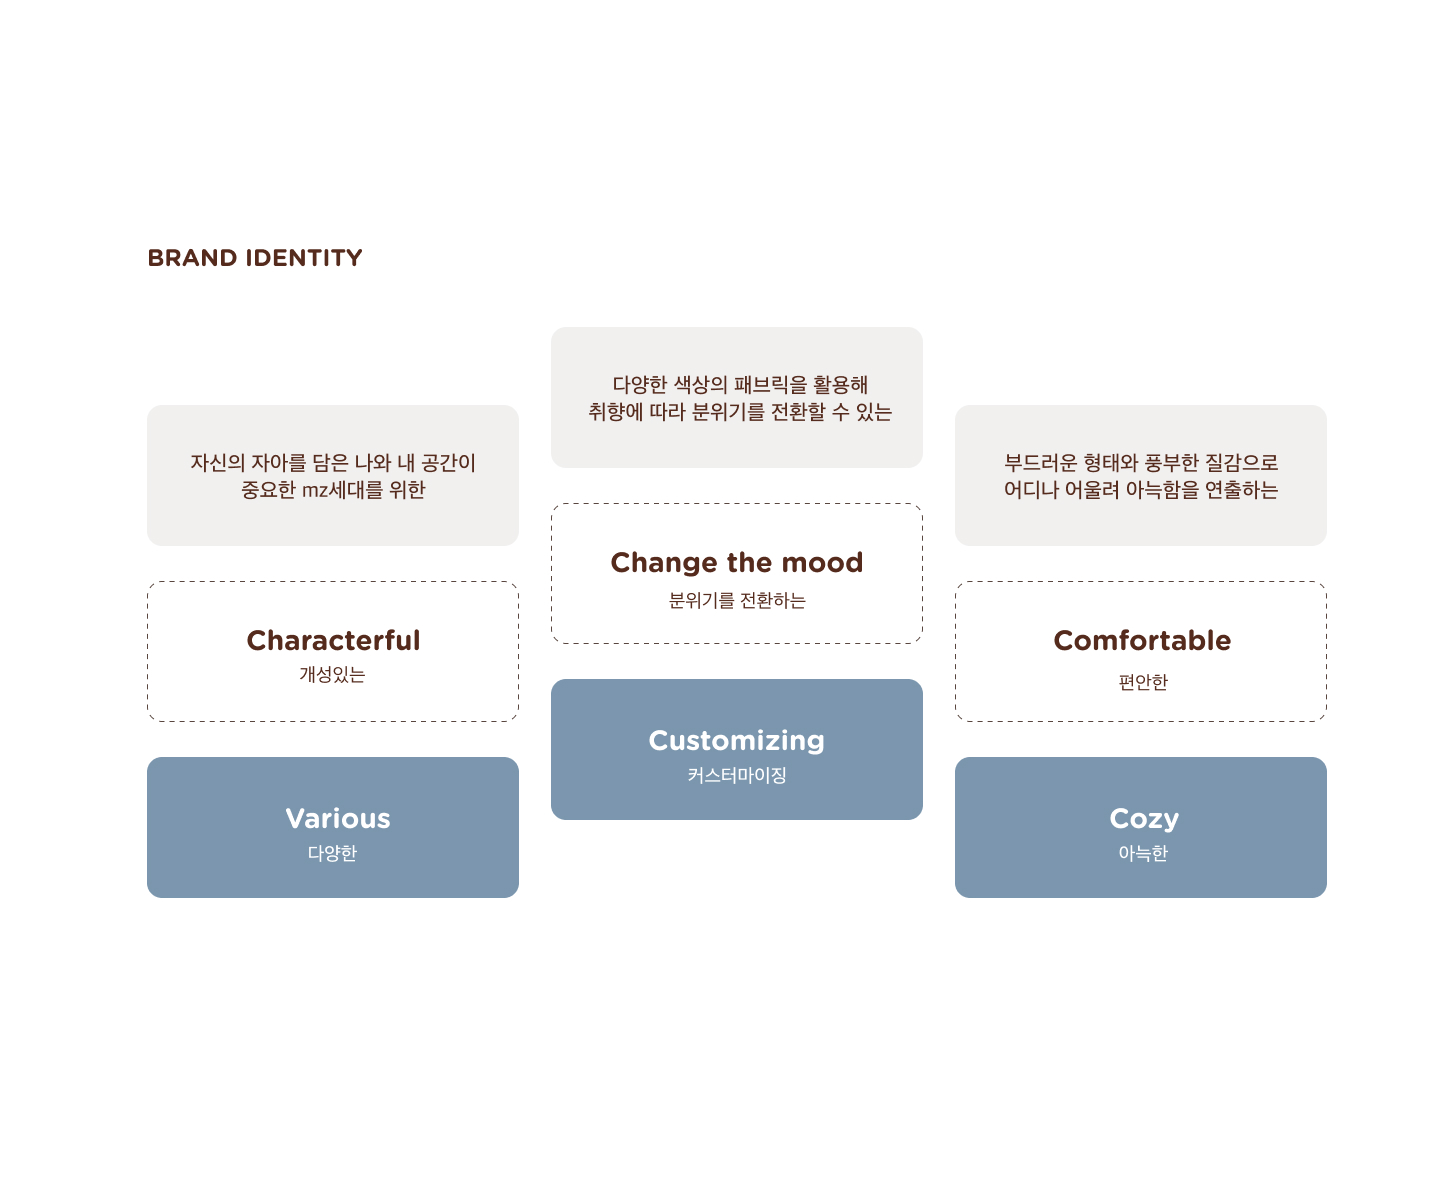 BRAND IDENTITY
자신의 자아를 담은 나와 내 공간이
중요한 mz세대를 위한
Characterful
개성있는
Various
다양한
다양한 색상의 패브릭을 활용해
취향에 따라 분위기를 전환할 수 있는
Change the mood
분위기를 전환하는
Customizing
커스터마이징
부드러운 형태와 풍부한 질감으로
어디나 어울려 아늑함을 연출하는
Comfortable
편안한
Cozy
아늑한